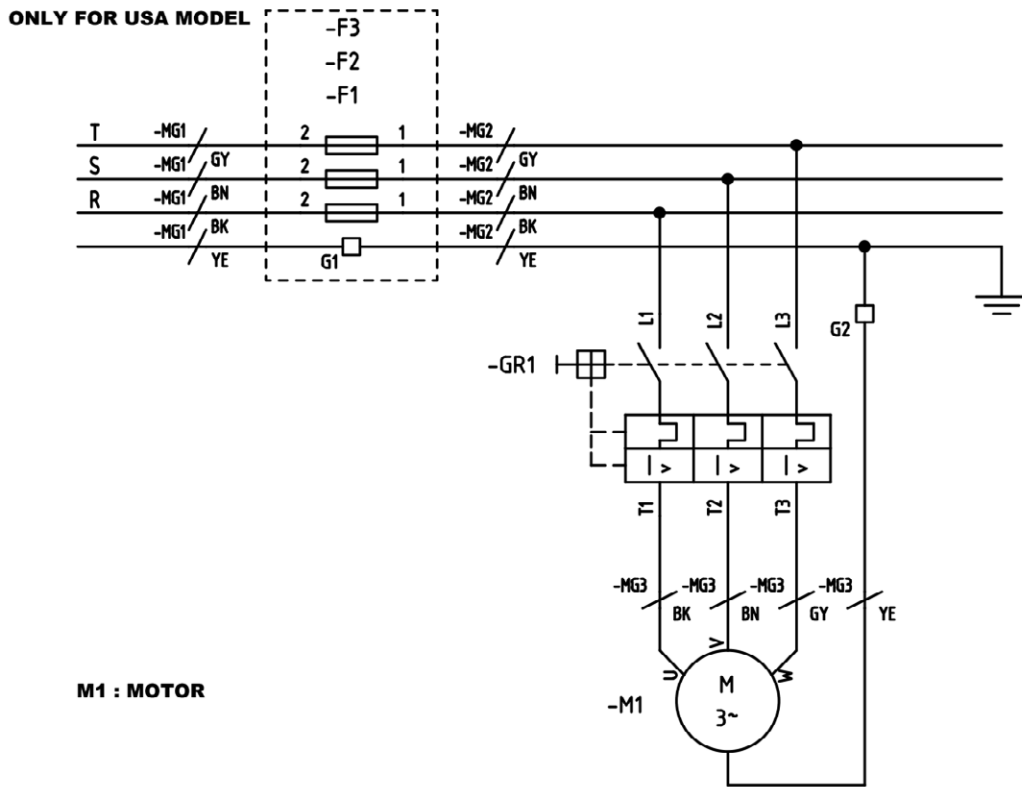 ONLY FOR USA MODEL
-F3
-F2
-F1
T -MG1 GY 2 1 -MG2 GY
S -MG1 BN 2 1 -MG2 BN
R -MG1 BK 2 1 -MG2 BK
-MG1 YE G1 -MG2 YE
L1 L2 L3 G2
-GR1
I > I > I >
T1 T2 T3
-MG3 -MG3 -MG3 -MG3
BK BN GY YE
U V W
M1 : MOTOR
-M1
M
3~